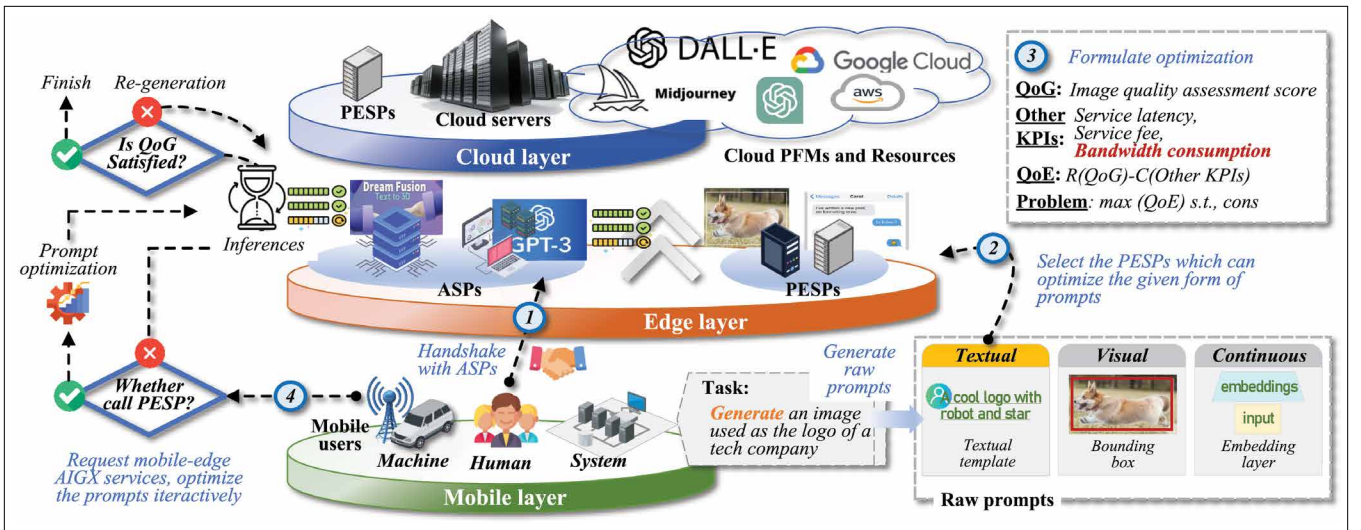 Finish
Re-generation
Is QoG
Satisfied?
Prompt
optimization
Whether
call PESP?
Request mobile-edge
AIGX services, optimize
the prompts iteractively
4
Inferences
PESPs
Cloud servers
Cloud layer
DALL·E
Midjourney
Google Cloud
aws
Cloud PFMs and Resources
Dream Fusion
Text to 3D
GPT-3
ASPs
PESPs
Messages
Carol
Details
Edge layer
1
Handshake
with ASPs
Mobile
users
Machine
Human
System
Mobile layer
Task:
Generate an image
used as the logo of a
tech company
Generate
raw
prompts
2
Select the PESPs which can
optimize the given form of
prompts
3
Formulate optimization
QoG: Image quality assessment score
Other Service latency,
KPIs: Service fee,
Bandwidth consumption
QoE: R(QoG)-C(Other KPIs)
Problem: max (QoE) s.t., cons
Textual
A cool logo with
robot and star
Textual
template
Visual
Bounding
box
Continuous
embeddings
input
Embedding
layer
Raw prompts